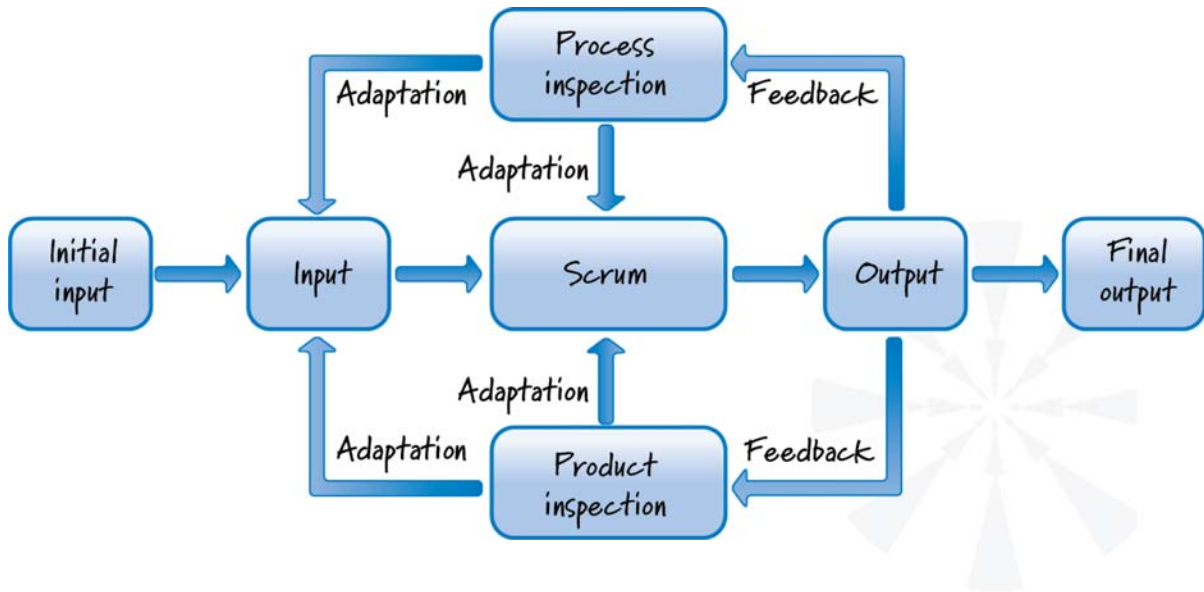 Process
inspection
Adaptation
Feedback
Adaptation
Initial
input
Input
Scrum
Output
Final
output
Adaptation
Adaptation
Feedback
Product
inspection